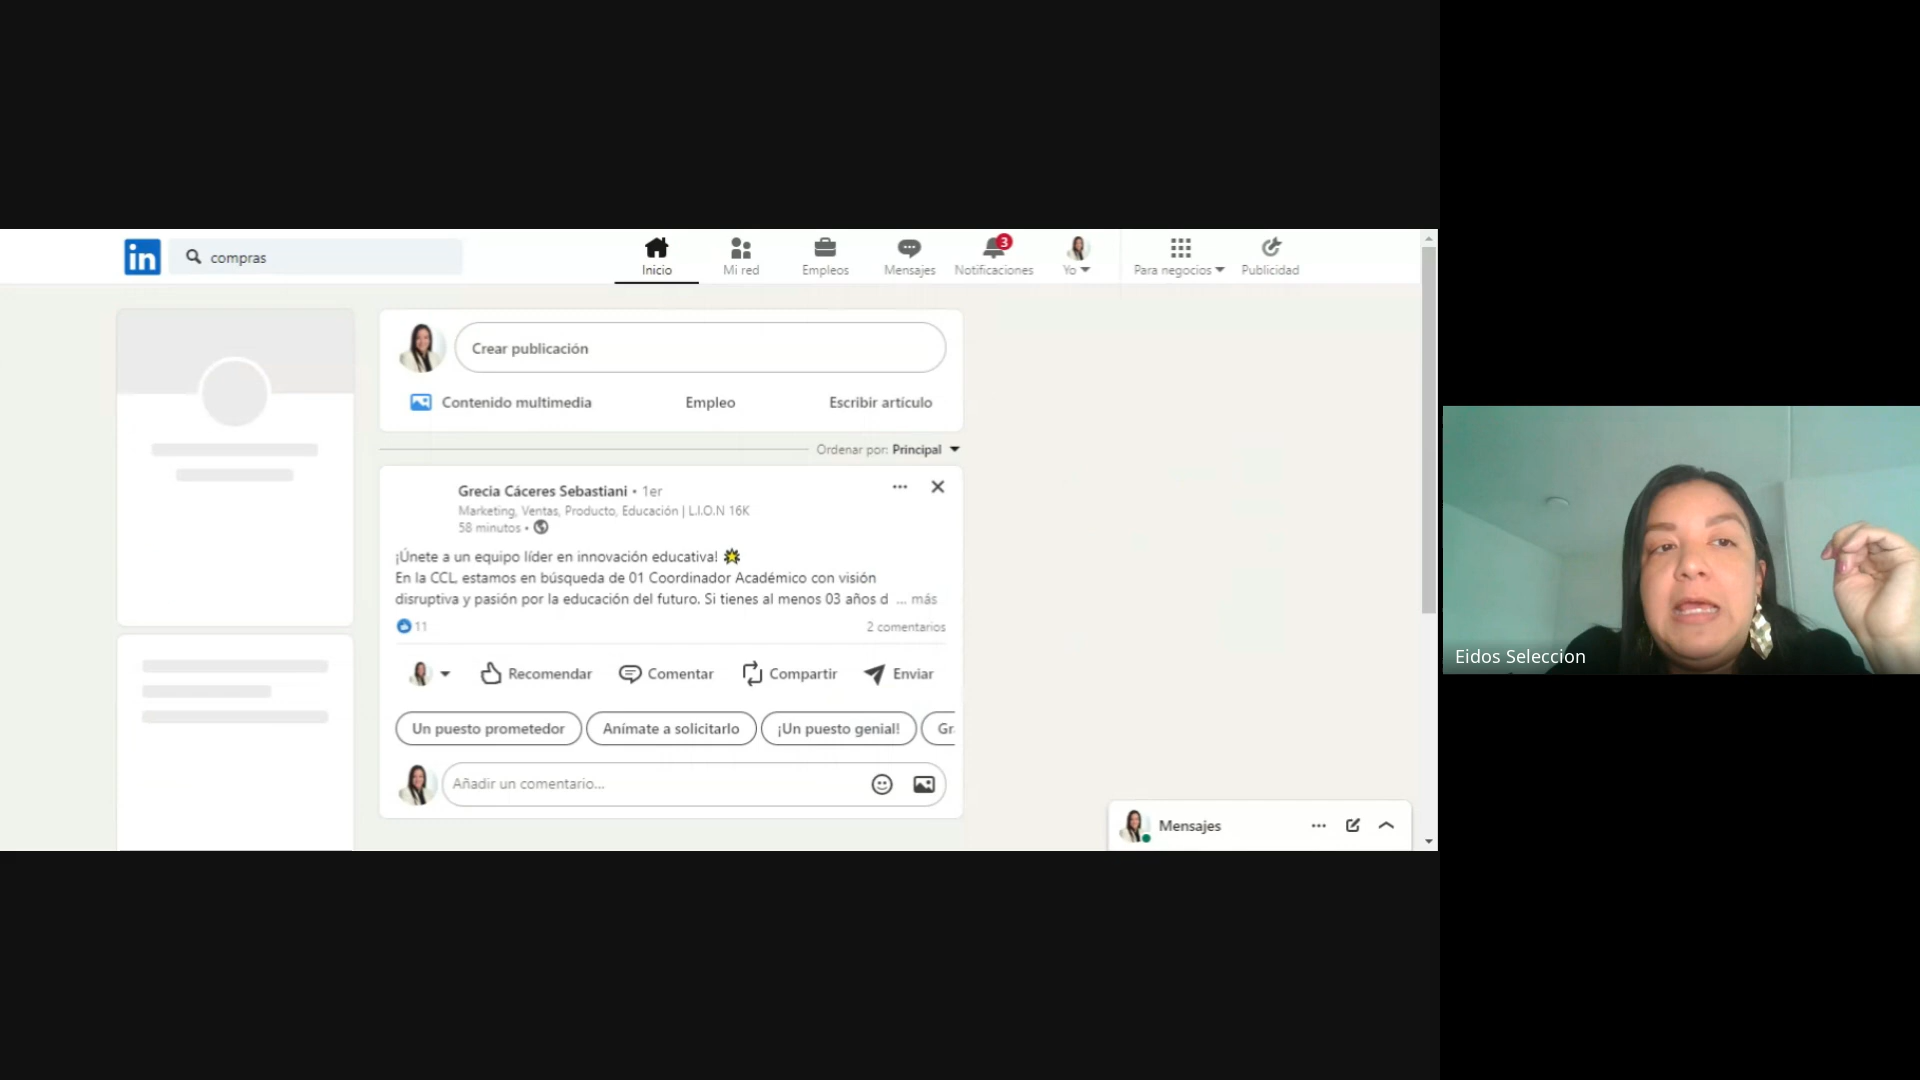 in
compras
Inicio
Mi red
Empleos
Mensajes
3
Notificaciones
Yo
Para negocios
Publicidad
Crear publicación
Contenido multimedia
Empleo
Escribir artículo
Ordenar por: Principal
Grecia Cáceres Sebastiani • 1er
Marketing, Ventas, Producto, Educación | L.I.O.N 16K
58 minutos •
¡Únete a un equipo líder en innovación educativa!
En la CCL, estamos en búsqueda de 01 Coordinador Académico con visión
disruptiva y pasión por la educación del futuro. Si tienes al menos 03 años d ... más
11
2 comentarios
Recomendar
Comentar
Compartir
Enviar
Un puesto prometedor
Anímate a solicitarlo
¡Un puesto genial!
Gr
Añadir un comentario...
Mensajes
Eidos Seleccion